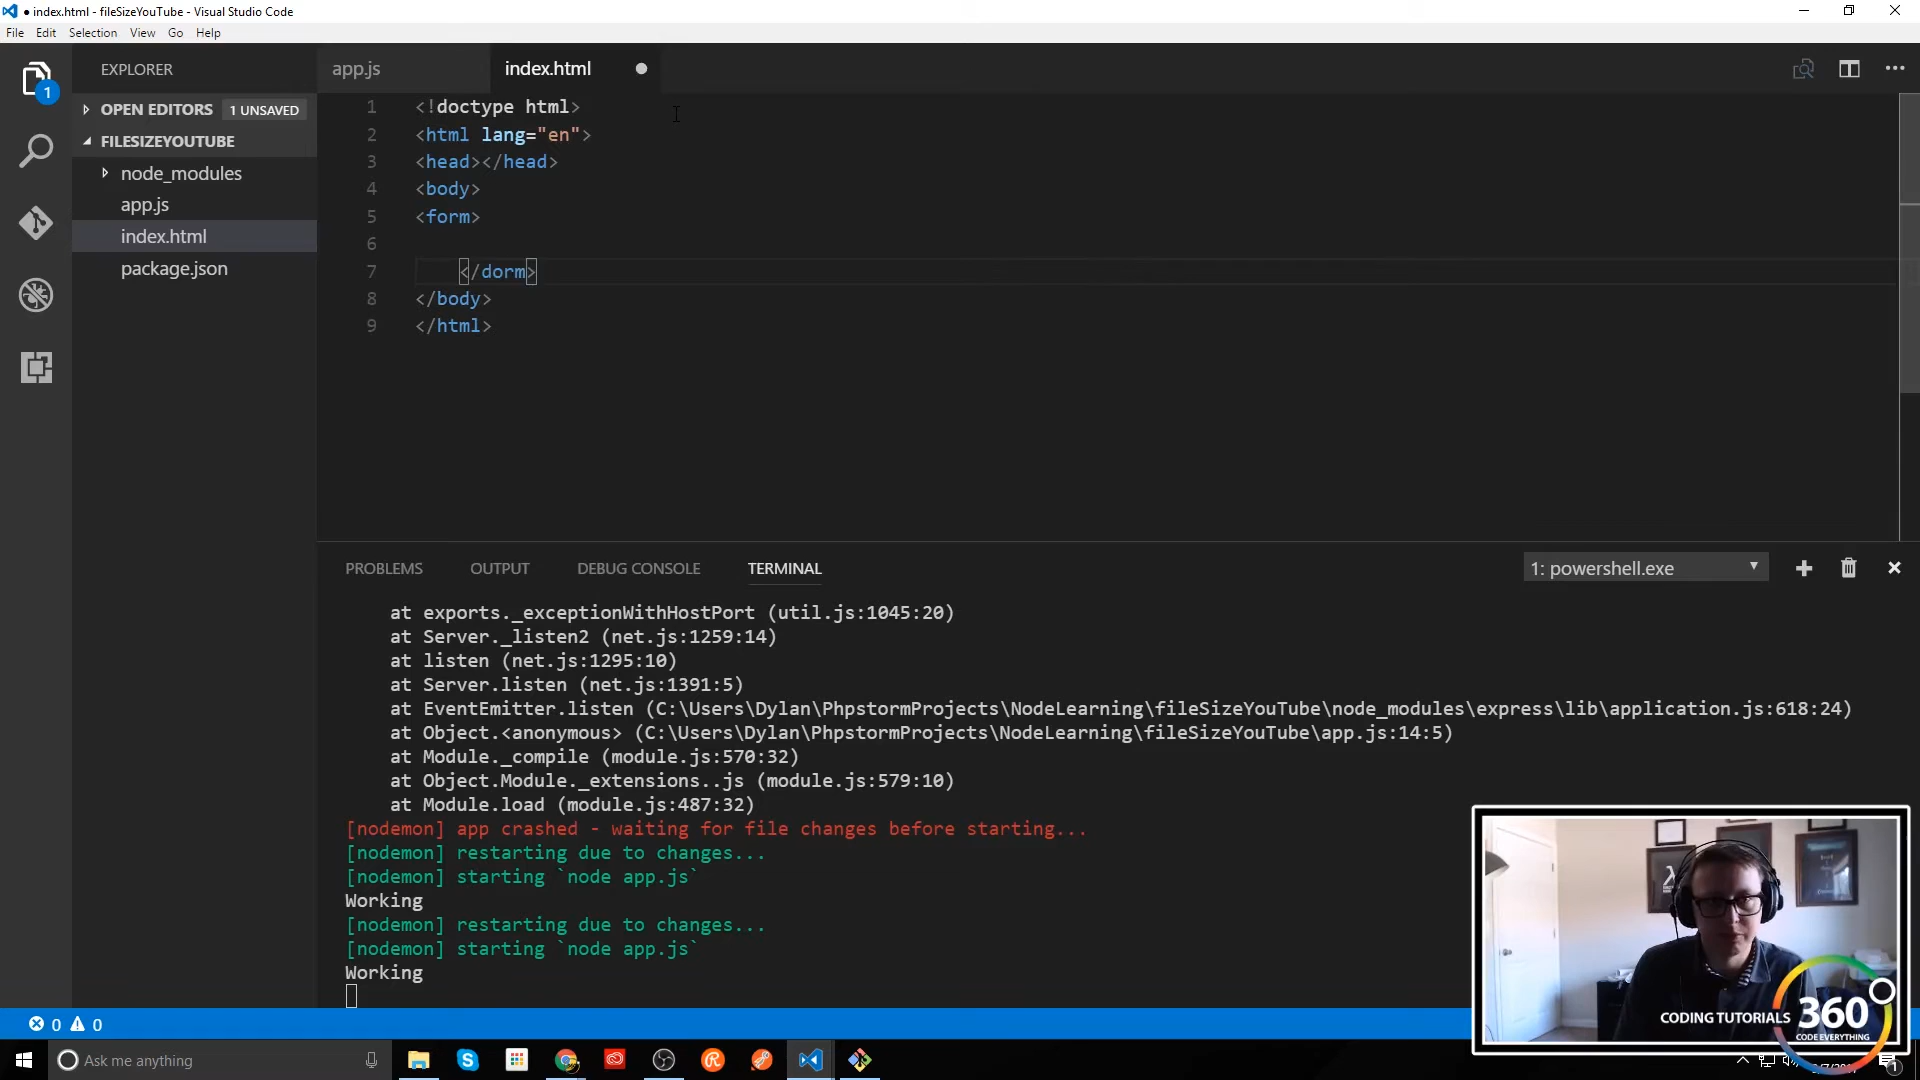 index.html - fileSizeYouTube - Visual Studio Code
File Edit Selection View Go Help
EXPLORER
OPEN EDITORS 1 UNSAVED
FILESIZEYOUTUBE
node_modules
app.js
index.html
package.json
1
app.js index.html
1 <!doctype html>
2 <html lang="en">
3 <head></head>
4 <body>
5 <form>
6
7 </dorm>
8 </body>
9 </html>
PROBLEMS OUTPUT DEBUG CONSOLE TERMINAL 1: powershell.exe
at exports._exceptionWithHostPort (util.js:1045:20)
at Server._listen2 (net.js:1259:14)
at listen (net.js:1295:10)
at Server.listen (net.js:1391:5)
at EventEmitter.listen (C:\Users\Dylan\PhpstormProjects\NodeLearning\fileSizeYouTube\node_modules\express\lib\application.js:618:24)
at Object.<anonymous> (C:\Users\Dylan\PhpstormProjects\NodeLearning\fileSizeYouTube\app.js:14:5)
at Module._compile (module.js:570:32)
at Object.Module._extensions..js (module.js:579:10)
at Module.load (module.js:487:32)
[nodemon] app crashed - waiting for file changes before starting...
[nodemon] restarting due to changes...
[nodemon] starting `node app.js`
Working
[nodemon] restarting due to changes...
[nodemon] starting `node app.js`
Working
CODING TUTORIALS 360
CODE EVERYTHING
0 0
Ask me anything